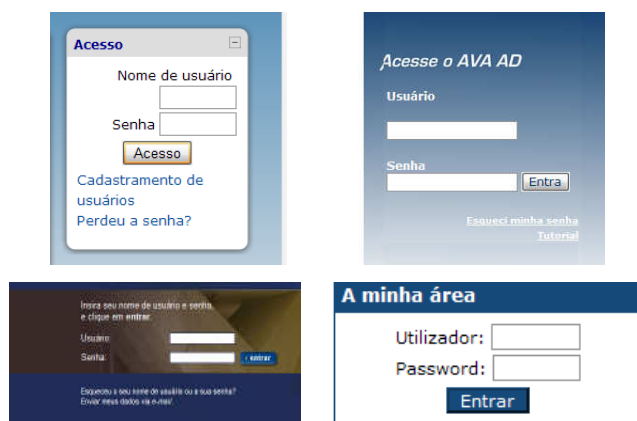 Acesso
Nome de usuário
Senha
Acesso
Cadastramento de
usuários
Perdeu a senha?
Acesse o AVA AD
Usuário
Senha
Entra
Esqueci minha senha
Tutorial
Insira seu nome de usuário e senha,
e clique em entrar.
Usuário:
Senha:
› entrar
Esqueceu o seu nome de usuário ou a sua senha?
Enviar meus dados via e-mail
A minha área
Utilizador:
Password:
Entrar